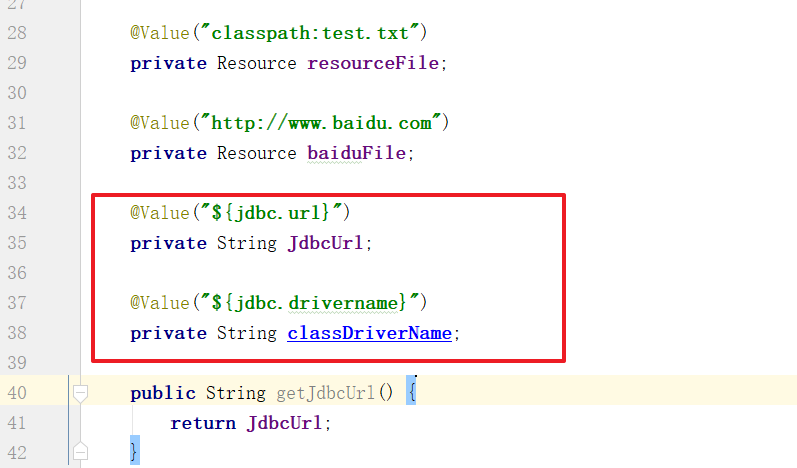 27
28 @Value("classpath:test.txt")
29 private Resource resourceFile;
30
31 @Value("http://www.baidu.com")
32 private Resource baiduFile;
33
34 @Value("${jdbc.url}")
35 private String JdbcUrl;
36
37 @Value("${jdbc.drivername}")
38 private String classDriverName;
39
40 public String getJdbcUrl() {
41 return JdbcUrl;
42 }